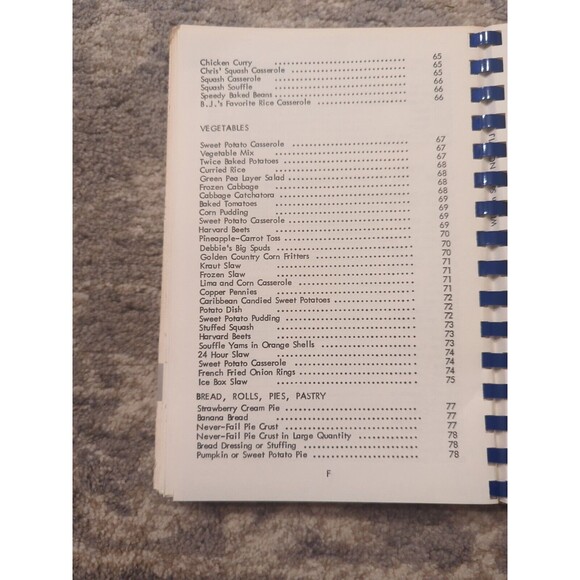 Chicken Curry ........ 65
Chris' Squash Casserole ........ 65
Squash Casserole ........ 65
Squash Souffle ........ 66
Speedy Baked Beans ........ 66
B.J.'s Favorite Rice Casserole ........ 66
VEGETABLES
Sweet Potato Casserole ........ 67
Vegetable Mix ........ 67
Twice Baked Potatoes ........ 67
Curried Rice ........ 68
Green Pea Layer Salad ........ 68
Frozen Cabbage ........ 68
Cabbage Catchatora ........ 68
Baked Tomatoes ........ 69
Corn Pudding ........ 69
Sweet Potato Casserole ........ 69
Harvard Beets ........ 69
Pineapple-Carrot Toss ........ 70
Debbie's Big Spuds ........ 70
Golden Country Corn Fritters ........ 70
Kraut Slaw ........ 71
Frozen Slaw ........ 71
Lima and Corn Casserole ........ 71
Copper Pennies ........ 71
Caribbean Candied Sweet Potatoes ........ 72
Potato Dish ........ 72
Sweet Potato Pudding ........ 72
Stuffed Squash ........ 73
Harvard Beets ........ 73
Souffle Yams in Orange Shells ........ 73
24 Hour Slaw ........ 74
Sweet Potato Casserole ........ 74
French Fried Onion Rings ........ 74
Ice Box Slaw ........ 75
BREAD, ROLLS, PIES, PASTRY
Strawberry Cream Pie ........ 77
Banana Bread ........ 77
Never-Fail Pie Crust ........ 77
Never-Fail Pie Crust in Large Quantity ........ 78
Bread Dressing or Stuffing ........ 78
Pumpkin or Sweet Potato Pie ........ 78
F